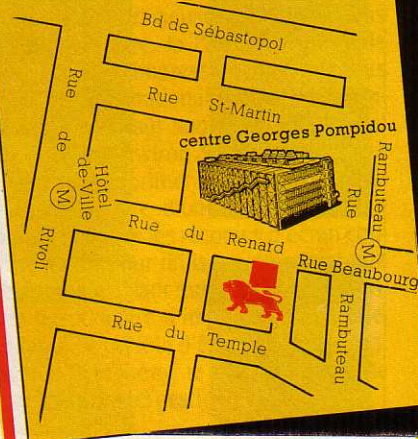 Bd de Sébastopol
Rue St-Martin
centre Georges Pompidou
Rue de Rivoli
Hôtel
de-Ville
M
Rue Rambuteau
M
Rue du Renard
Rue Beaubourg
Rambuteau
Rue du Temple